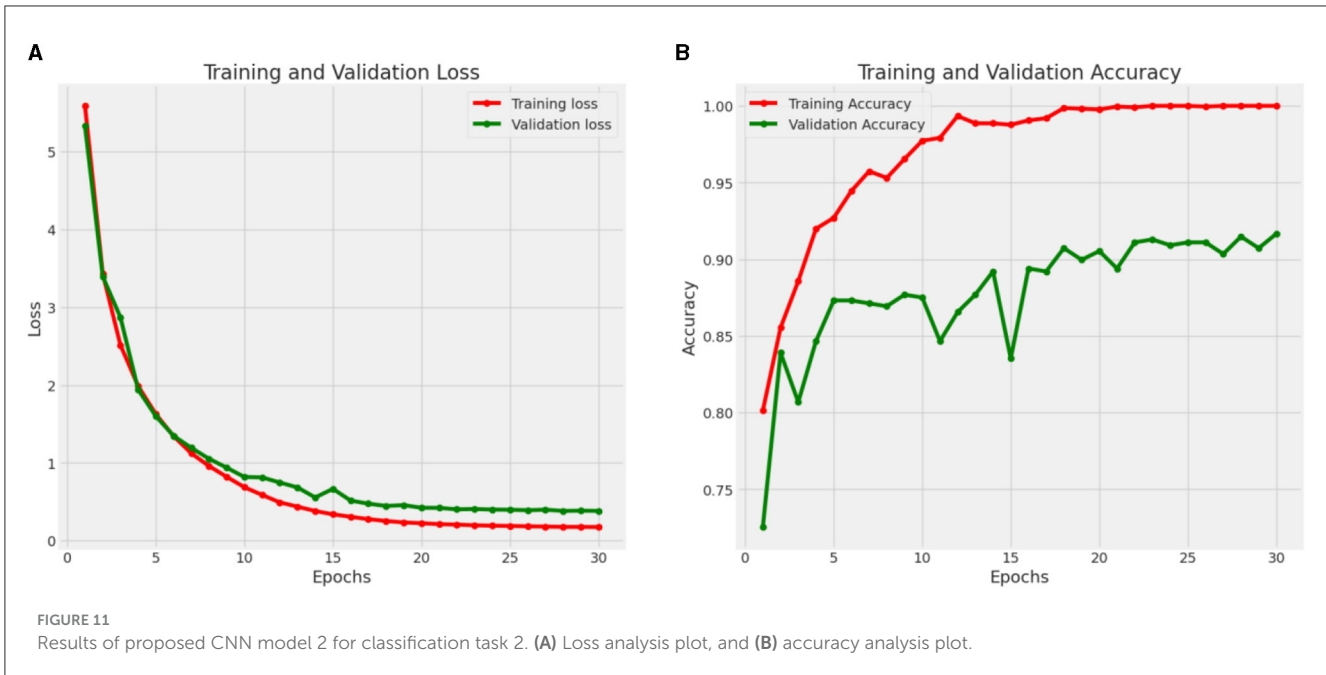 A
Training and Validation Loss
Training loss
Validation loss
5
4
3
2
1
0
Loss
0 5 10 15 20 25 30
Epochs
B
Training and Validation Accuracy
Training Accuracy
Validation Accuracy
1.00
0.95
0.90
0.85
0.80
0.75
Accuracy
0 5 10 15 20 25 30
Epochs
FIGURE 11
Results of proposed CNN model 2 for classification task 2. (A) Loss analysis plot, and (B) accuracy analysis plot.